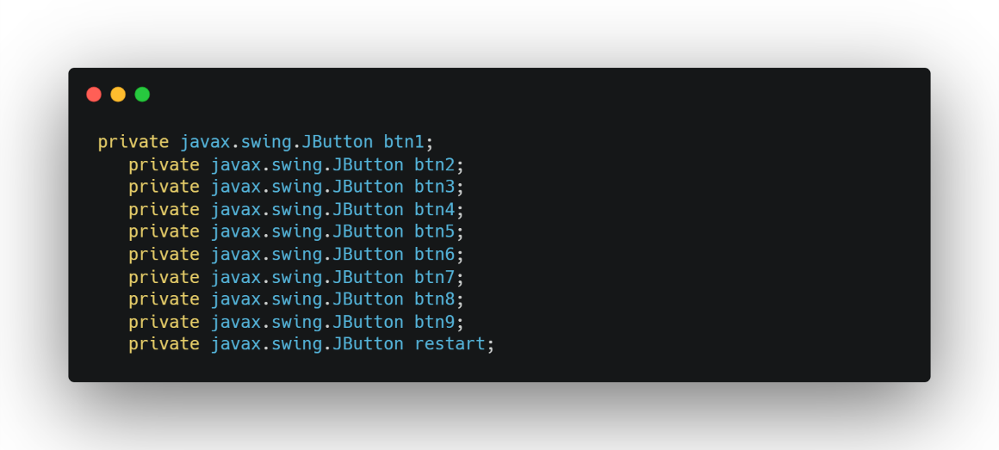 private javax.swing.JButton btn1;
private javax.swing.JButton btn2;
private javax.swing.JButton btn3;
private javax.swing.JButton btn4;
private javax.swing.JButton btn5;
private javax.swing.JButton btn6;
private javax.swing.JButton btn7;
private javax.swing.JButton btn8;
private javax.swing.JButton btn9;
private javax.swing.JButton restart;